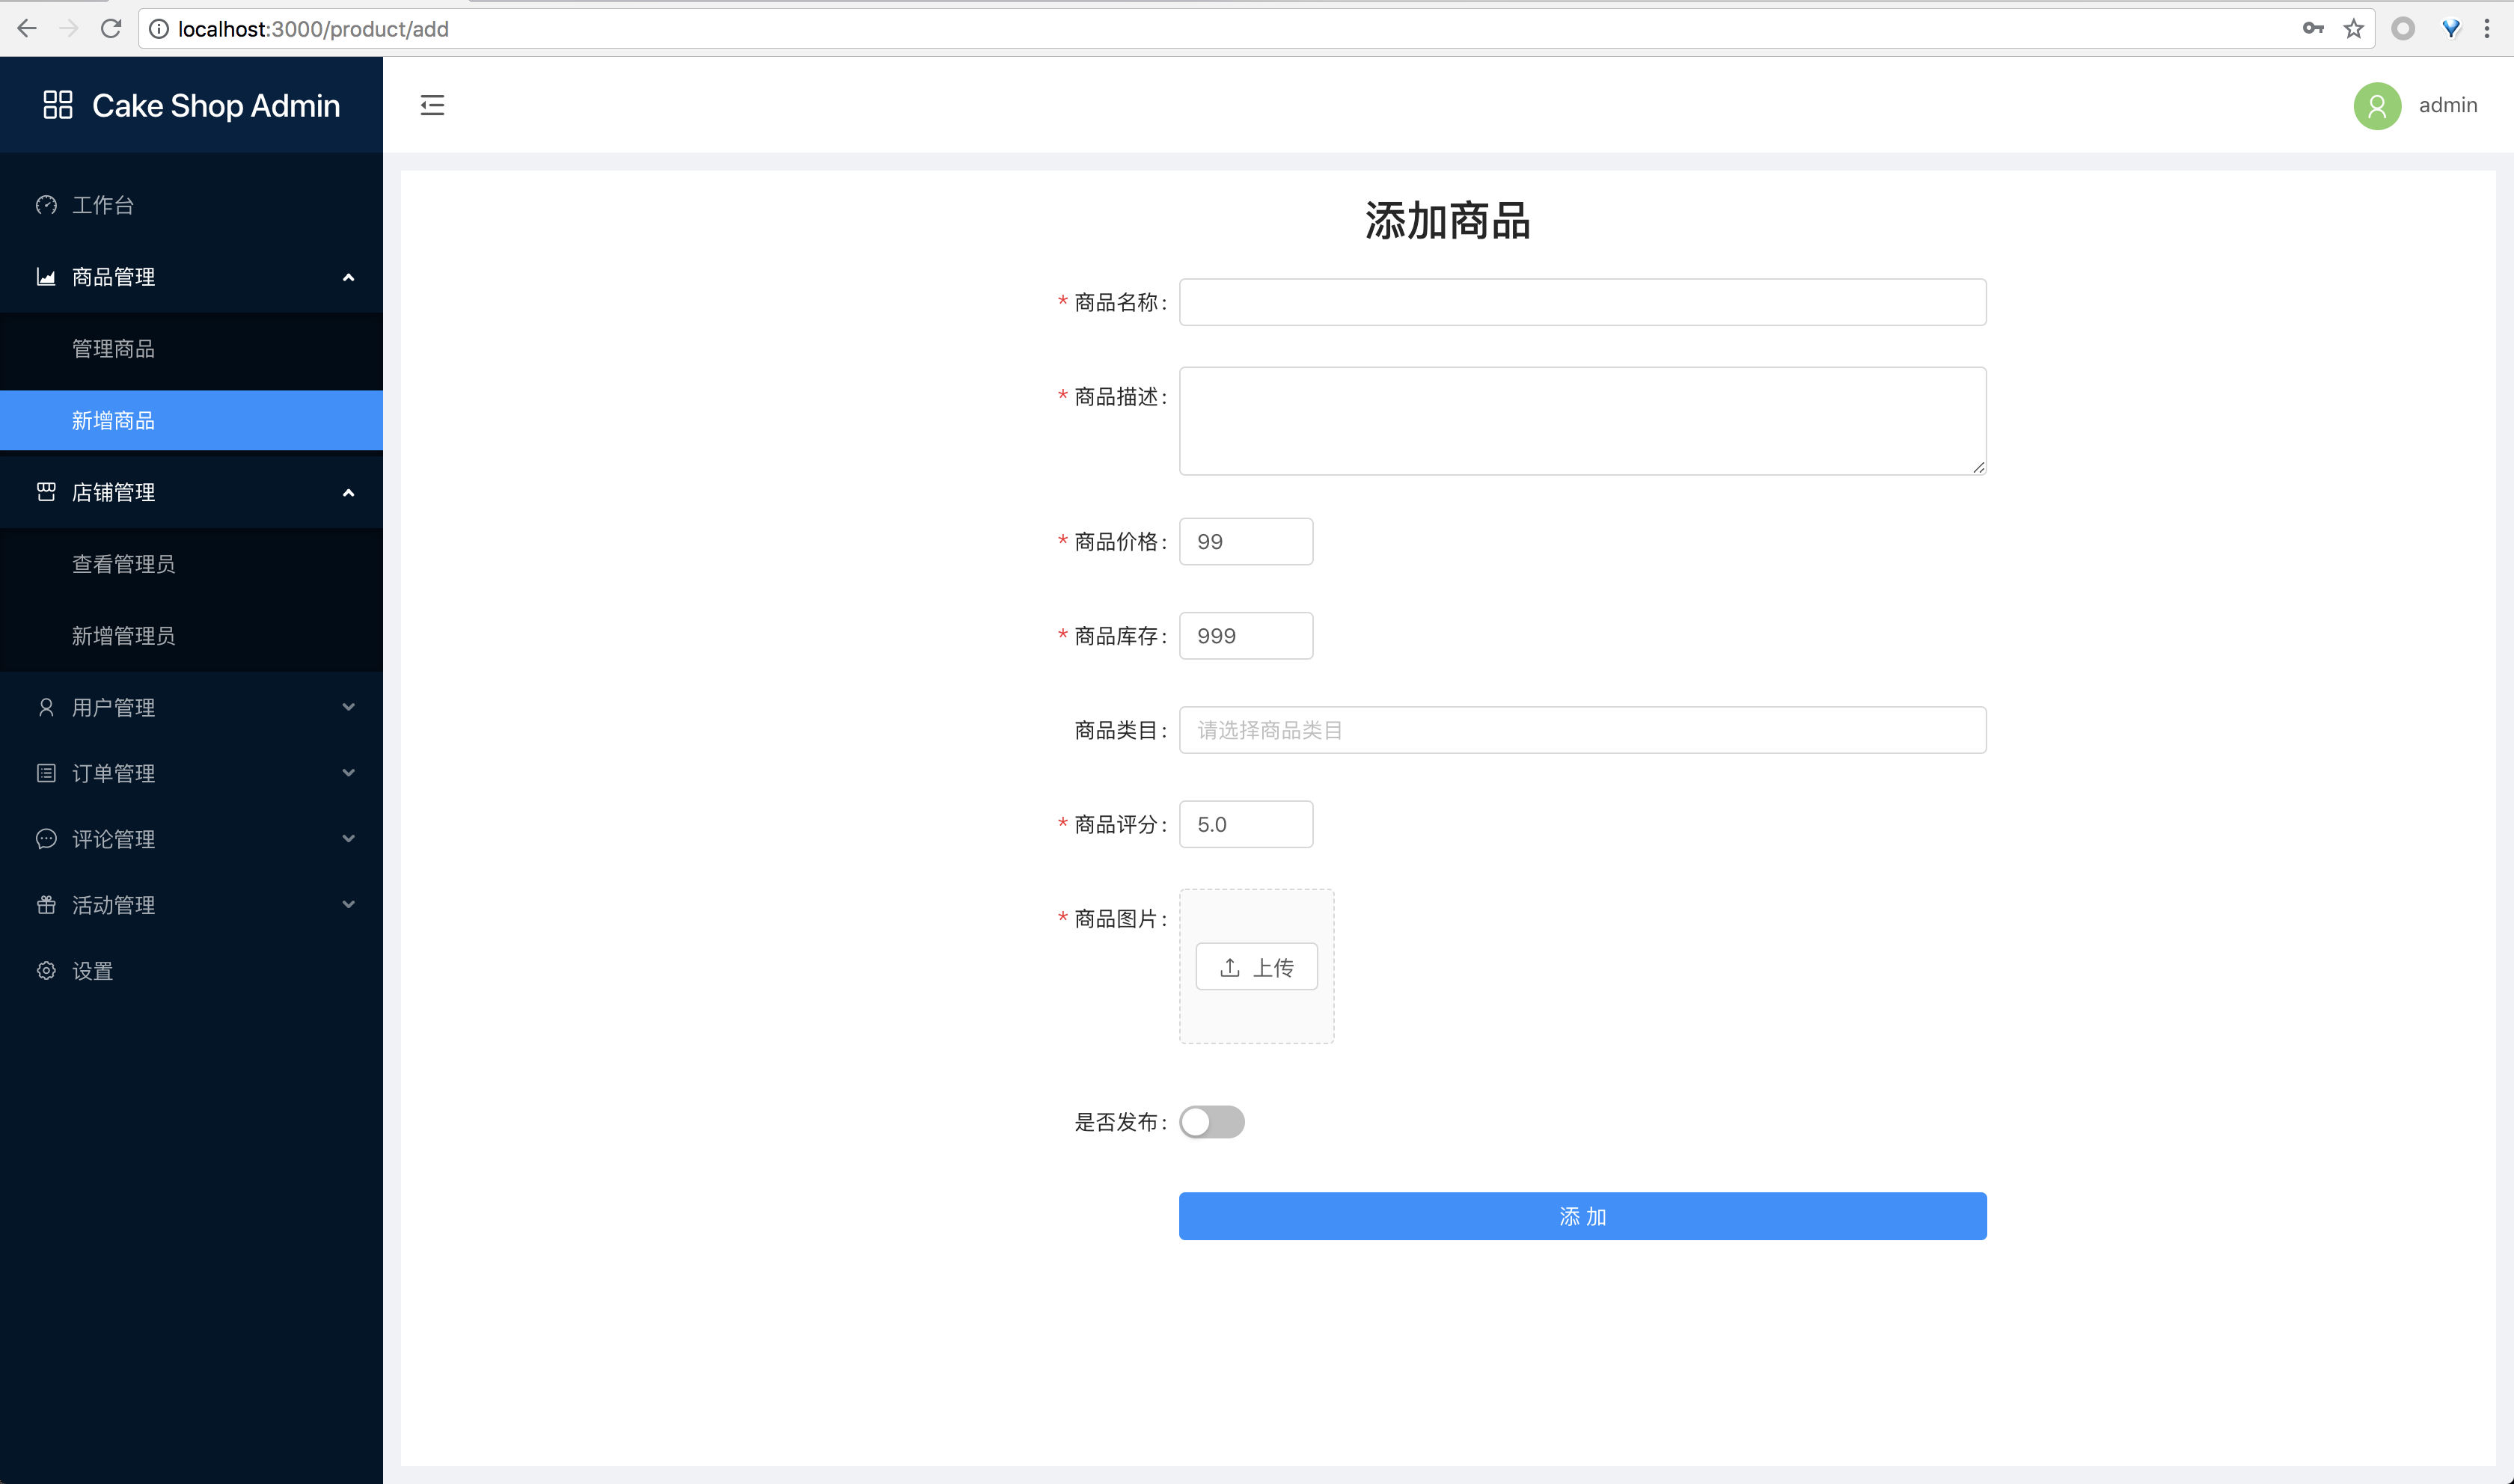 localhost:3000/product/add
Cake Shop Admin
admin
工作台
商品管理
管理商品
新增商品
店铺管理
查看管理员
新增管理员
用户管理
订单管理
评论管理
活动管理
设置
添加商品
* 商品名称:
* 商品描述:
* 商品价格: 99
* 商品库存: 999
商品类目: 请选择商品类目
* 商品评分: 5.0
* 商品图片: 上传
是否发布:
添 加